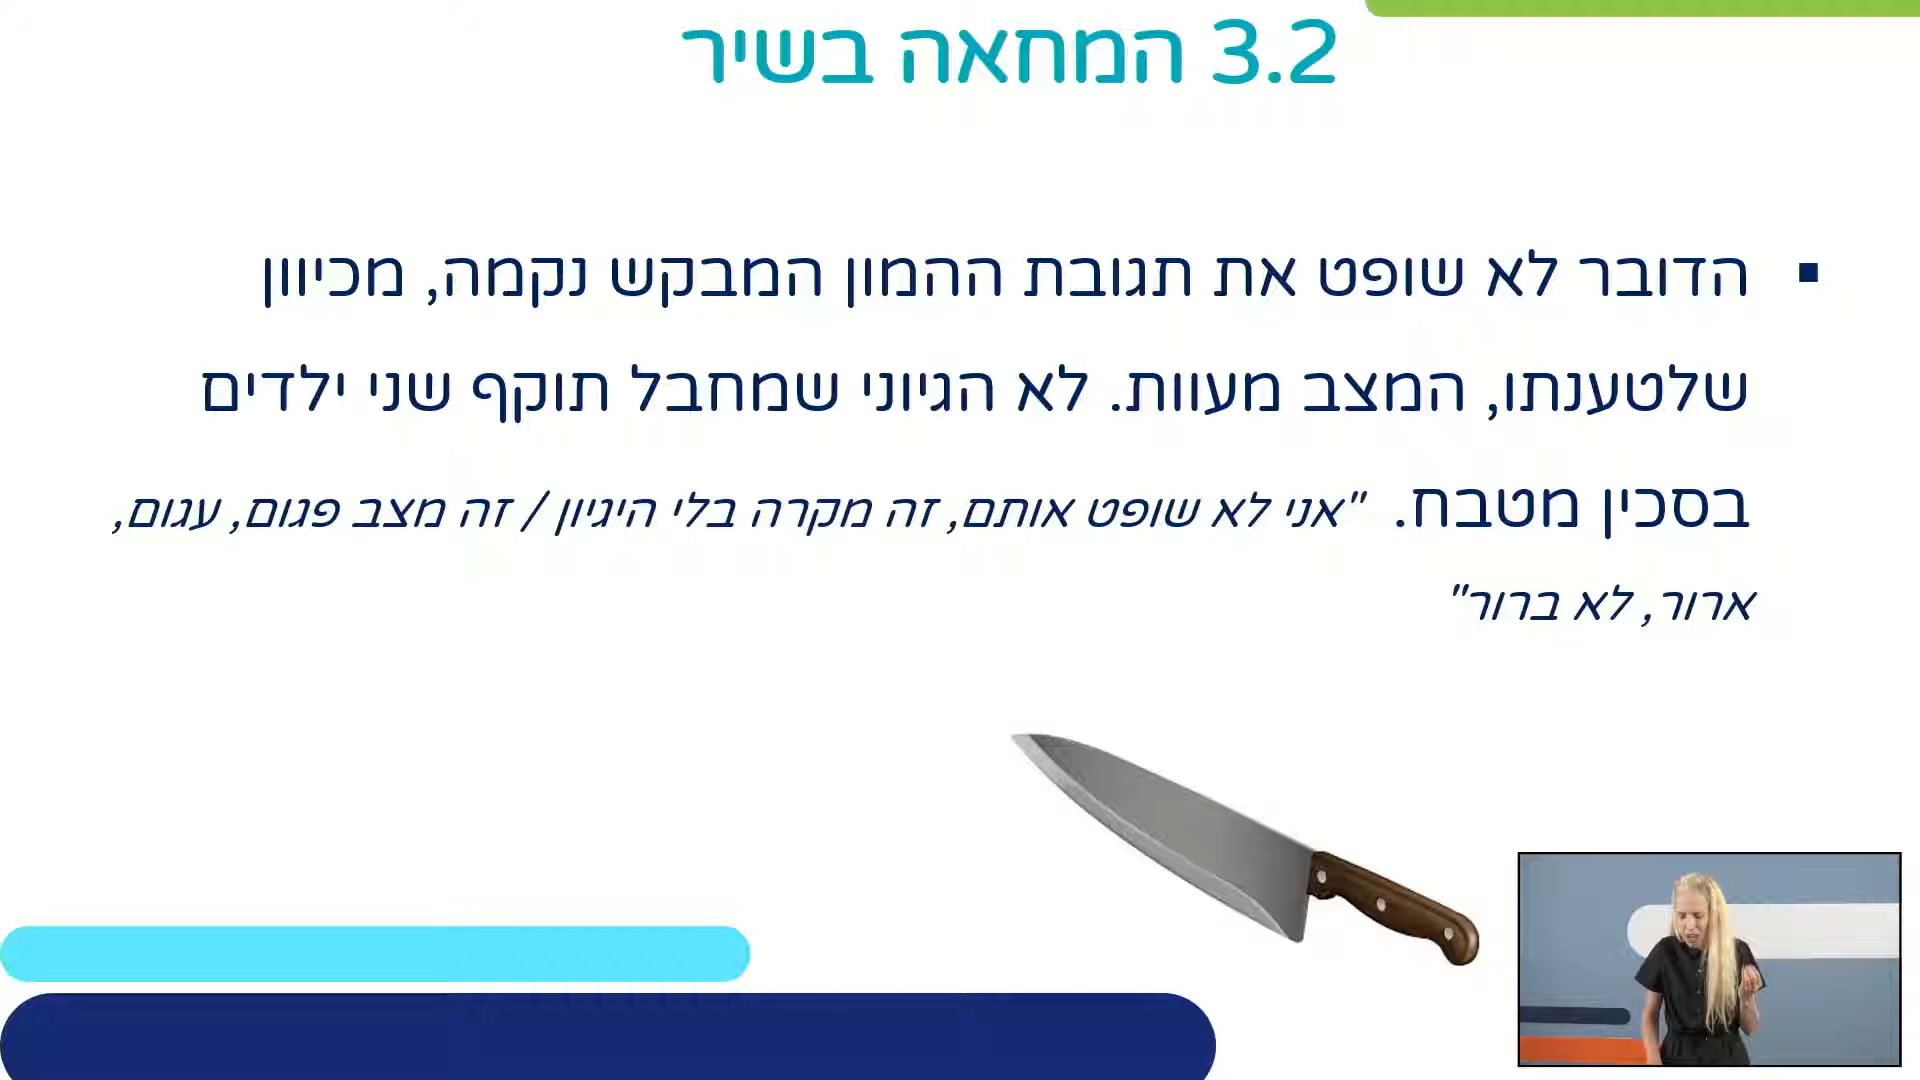 3.2 המחאה בשיר
▪ הדובר לא שופט את תגובת ההמון המבקש נקמה, מכיוון
שלטענתו, המצב מעוות. לא הגיוני שמחבל תוקף שני ילדים
בסכין מטבח. "אני לא שופט אותם, זה מקרה בלי היגיון / זה מצב פגום, עגום,
ארור, לא ברור"